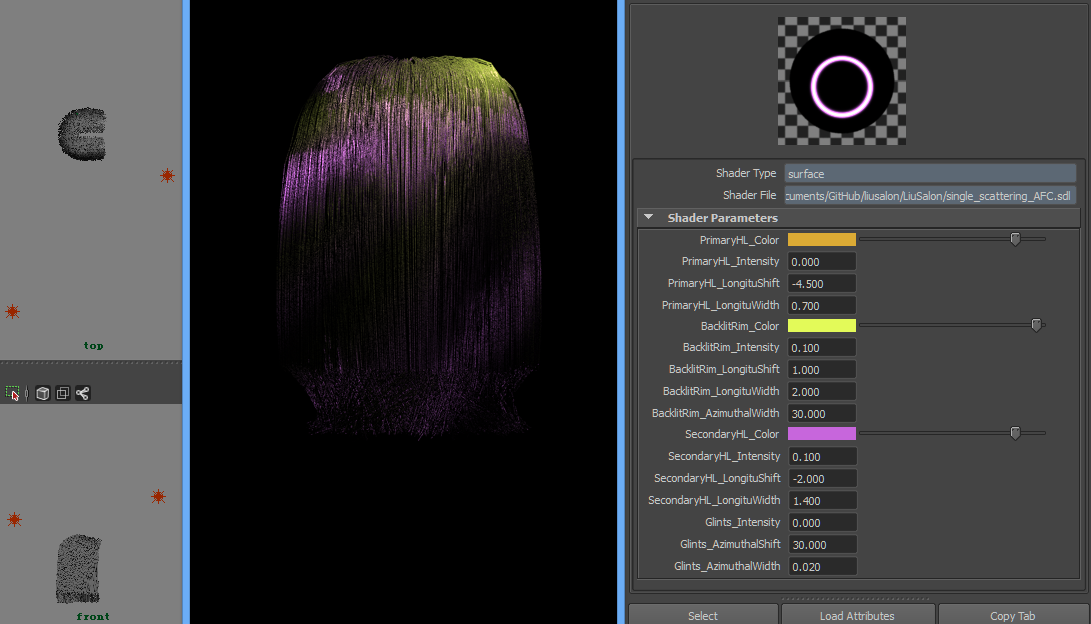 top
front
Shader Type surface
Shader File cuments/GitHub/liusalon/LiuSalon/single_scattering_AFC.sdl
Shader Parameters
PrimaryHL_Color
PrimaryHL_Intensity 0.000
PrimaryHL_LongituShift -4.500
PrimaryHL_LongituWidth 0.700
BacklitRim_Color
BacklitRim_Intensity 0.100
BacklitRim_LongituShift 1.000
BacklitRim_LongituWidth 2.000
BacklitRim_AzimuthalWidth 30.000
SecondaryHL_Color
SecondaryHL_Intensity 0.100
SecondaryHL_LongituShift -2.000
SecondaryHL_LongituWidth 1.400
Glints_Intensity 0.000
Glints_AzimuthalShift 30.000
Glints_AzimuthalWidth 0.020
Select Load Attributes Copy Tab